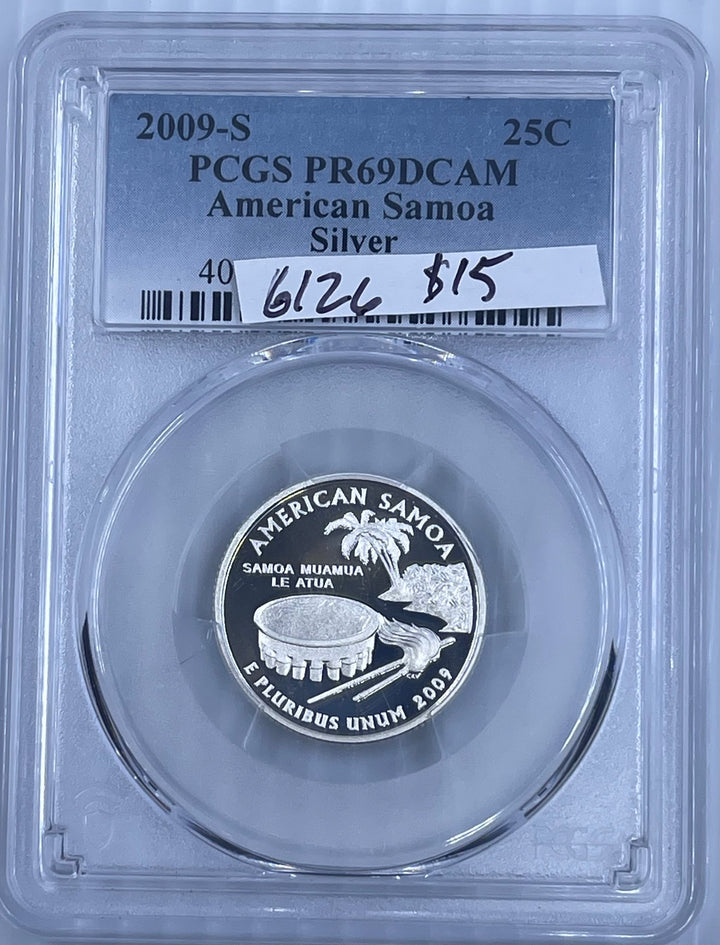 2009-S 25C
PCGS PR69DCAM
American Samoa
Silver
40
6126 $15
AMERICAN SAMOA
SAMOA MUAMUA
LE ATUA
E PLURIBUS UNUM 2009
PCGS